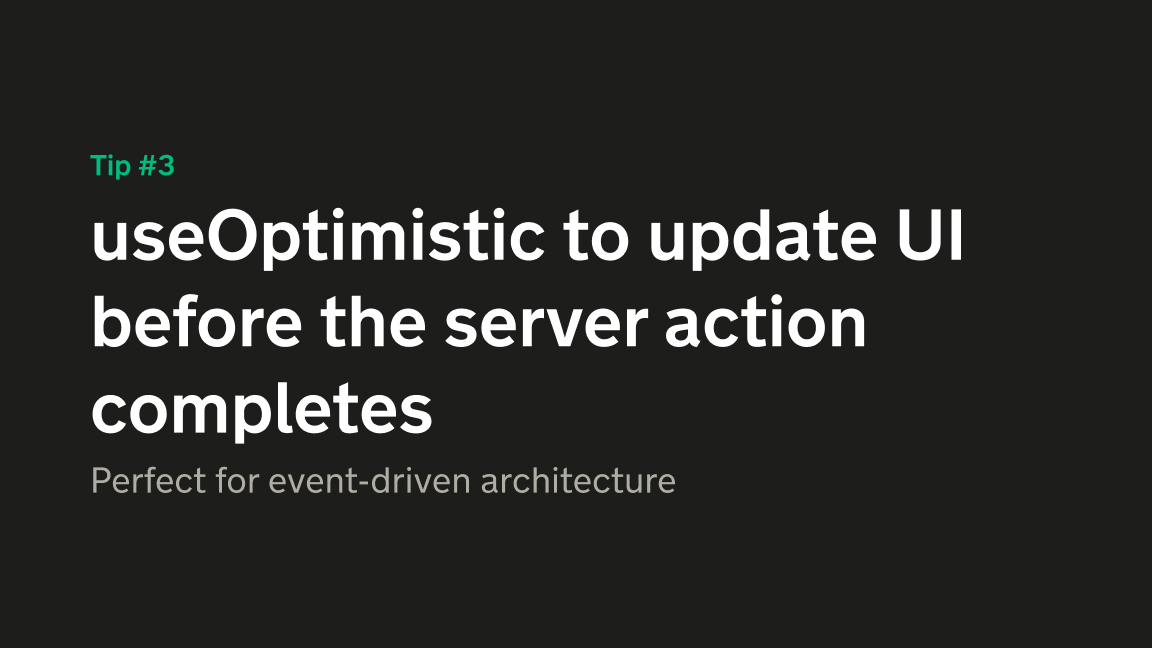 Tip #3
useOptimistic to update UI
before the server action
completes
Perfect for event-driven architecture